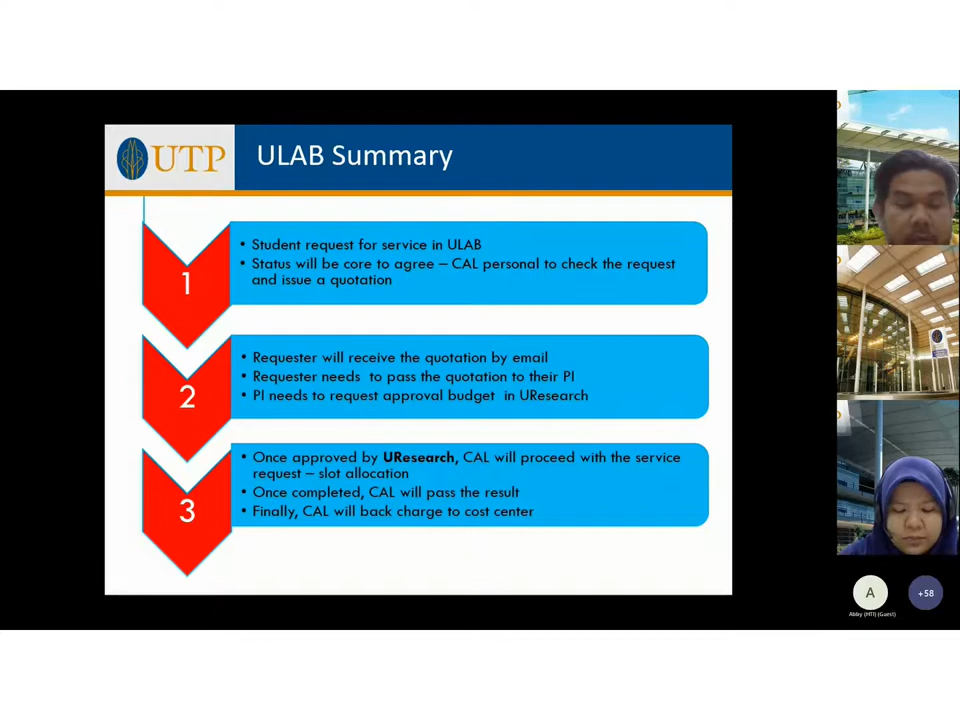 UTP
ULAB Summary
1
• Student request for service in ULAB
• Status will be core to agree – CAL personal to check the request
and issue a quotation
2
• Requester will receive the quotation by email
• Requester needs to pass the quotation to their PI
• PI needs to request approval budget in UResearch
3
• Once approved by UResearch, CAL will proceed with the service
request – slot allocation
• Once completed, CAL will pass the result
• Finally, CAL will back charge to cost center
A
+58
Abby (HTI) (Guest)